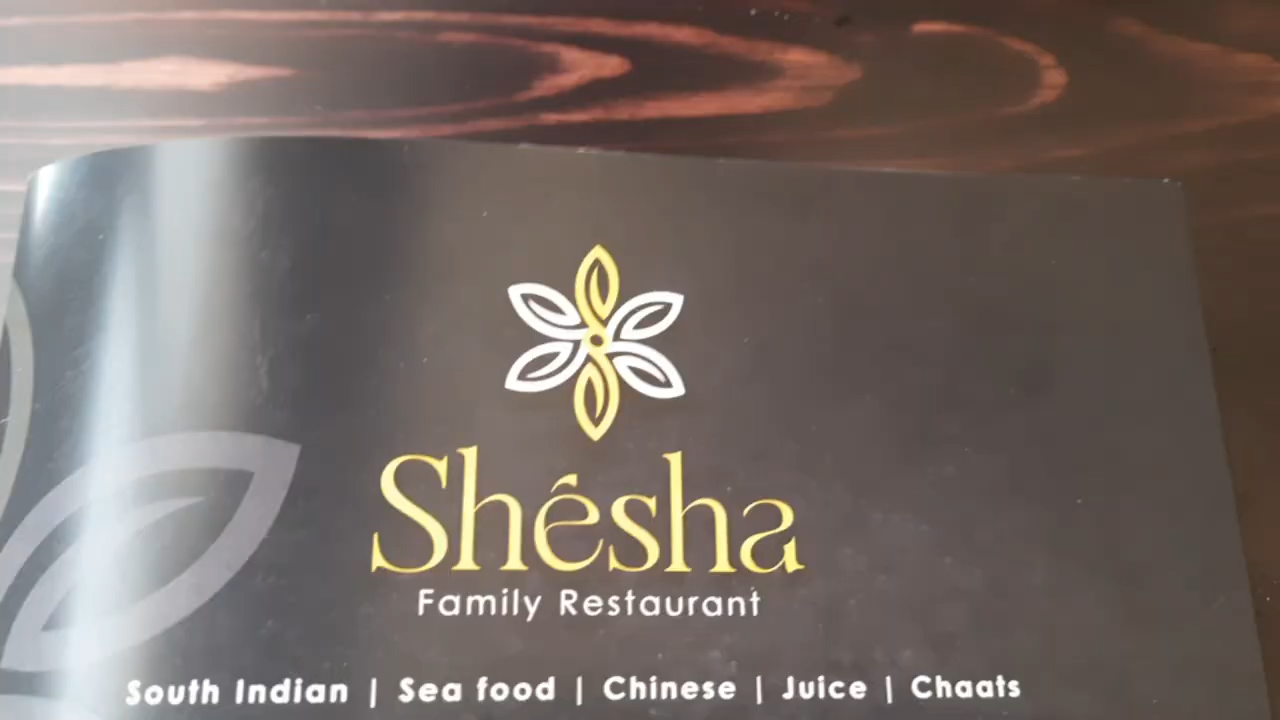 Shésha
Family Restaurant
South Indian | Sea food | Chinese | Juice | Chaats